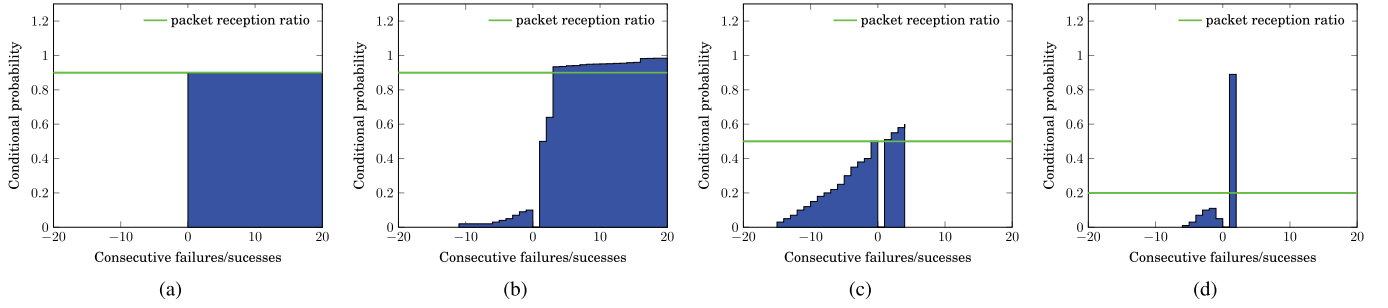 packet reception ratio
Conditional probability
1.2
1
0.8
0.6
0.4
0.2
0
−20 −10 0 10 20
Consecutive failures/sucesses
(a)
packet reception ratio
Conditional probability
1.2
1
0.8
0.6
0.4
0.2
0
−20 −10 0 10 20
Consecutive failures/sucesses
(b)
packet reception ratio
Conditional probability
1.2
1
0.8
0.6
0.4
0.2
0
−20 −10 0 10 20
Consecutive failures/sucesses
(c)
packet reception ratio
Conditional probability
1.2
1
0.8
0.6
0.4
0.2
0
−20 −10 0 10 20
Consecutive failures/sucesses
(d)